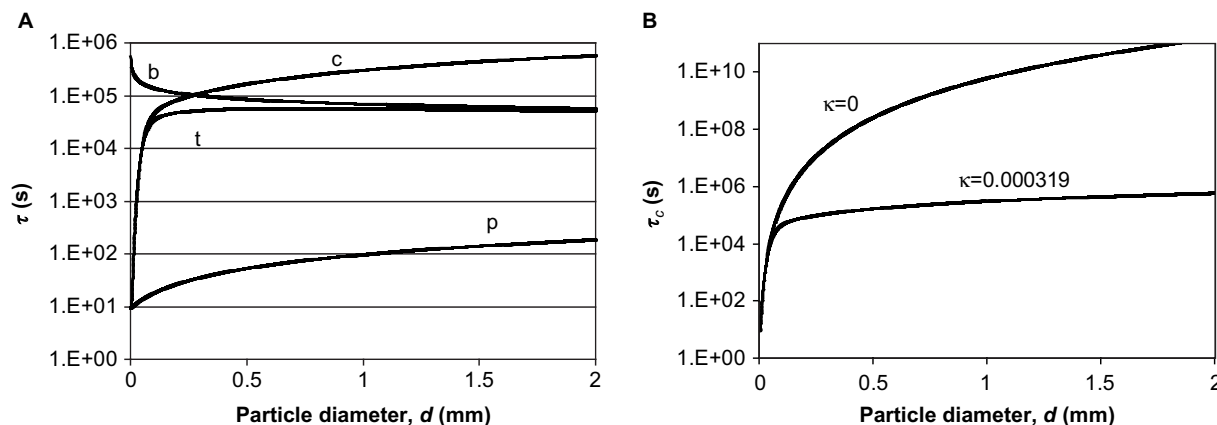 A
1.E+06
1.E+05
1.E+04
1.E+03
1.E+02
1.E+01
1.E+00
τ (s)
b
c
t
p
0
0.5
1
1.5
2
Particle diameter, d (mm)
B
1.E+10
1.E+08
1.E+06
1.E+04
1.E+02
1.E+00
τc (s)
κ=0
κ=0.000319
0
0.5
1
1.5
2
Particle diameter, d (mm)